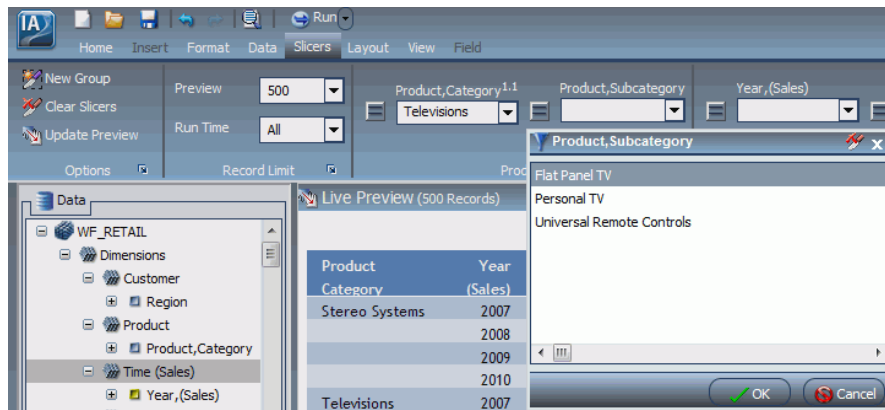 IA
Run
Home Insert Format Data Slicers Layout View Field
New Group
Clear Slicers
Update Preview
Options
Preview 500
Run Time All
Record Limit
Product,Category1.1
Televisions
Product,Subcategory
Year,(Sales)
Prod
Product,Subcategory x
Flat Panel TV
Personal TV
Universal Remote Controls
OK Cancel
Data
WF_RETAIL
Dimensions
Customer
Region
Product
Product,Category
Time (Sales)
Year,(Sales)
Live Preview (500 Records)
Product Category
Year (Sales)
Stereo Systems 2007
2008
2009
2010
Televisions 2007